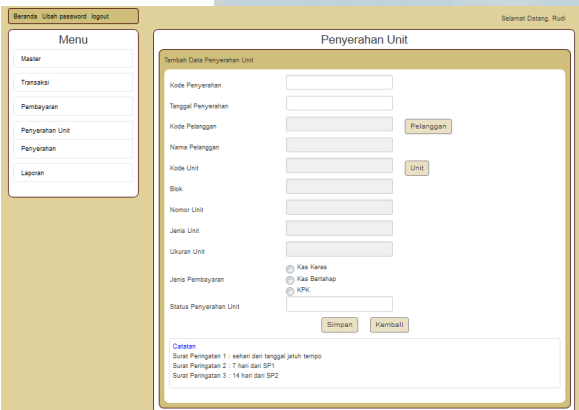 Beranda Ubah password logout
Selamat Datang, Rudi
Menu
Master
Transaksi
Pembayaran
Penyerahan Unit
Penyerahan
Laporan
Penyerahan Unit
Tambah Data Penyerahan Unit
Kode Penyerahan
Tanggal Penyerahan
Kode Pelanggan
Pelanggan
Nama Pelanggan
Kode Unit
Unit
Blok
Nomor Unit
Jenis Unit
Ukuran Unit
Jenis Pembayaran
Kas Keras
Kas Bertahap
KPK
Status Penyerahan Unit
Simpan Kembali
Catatan
Surat Peringatan 1 : sehari dari tanggal jatuh tempo
Surat Peringatan 2 : 7 hari dari SP1
Surat Peringatan 3 : 14 hari dari SP2